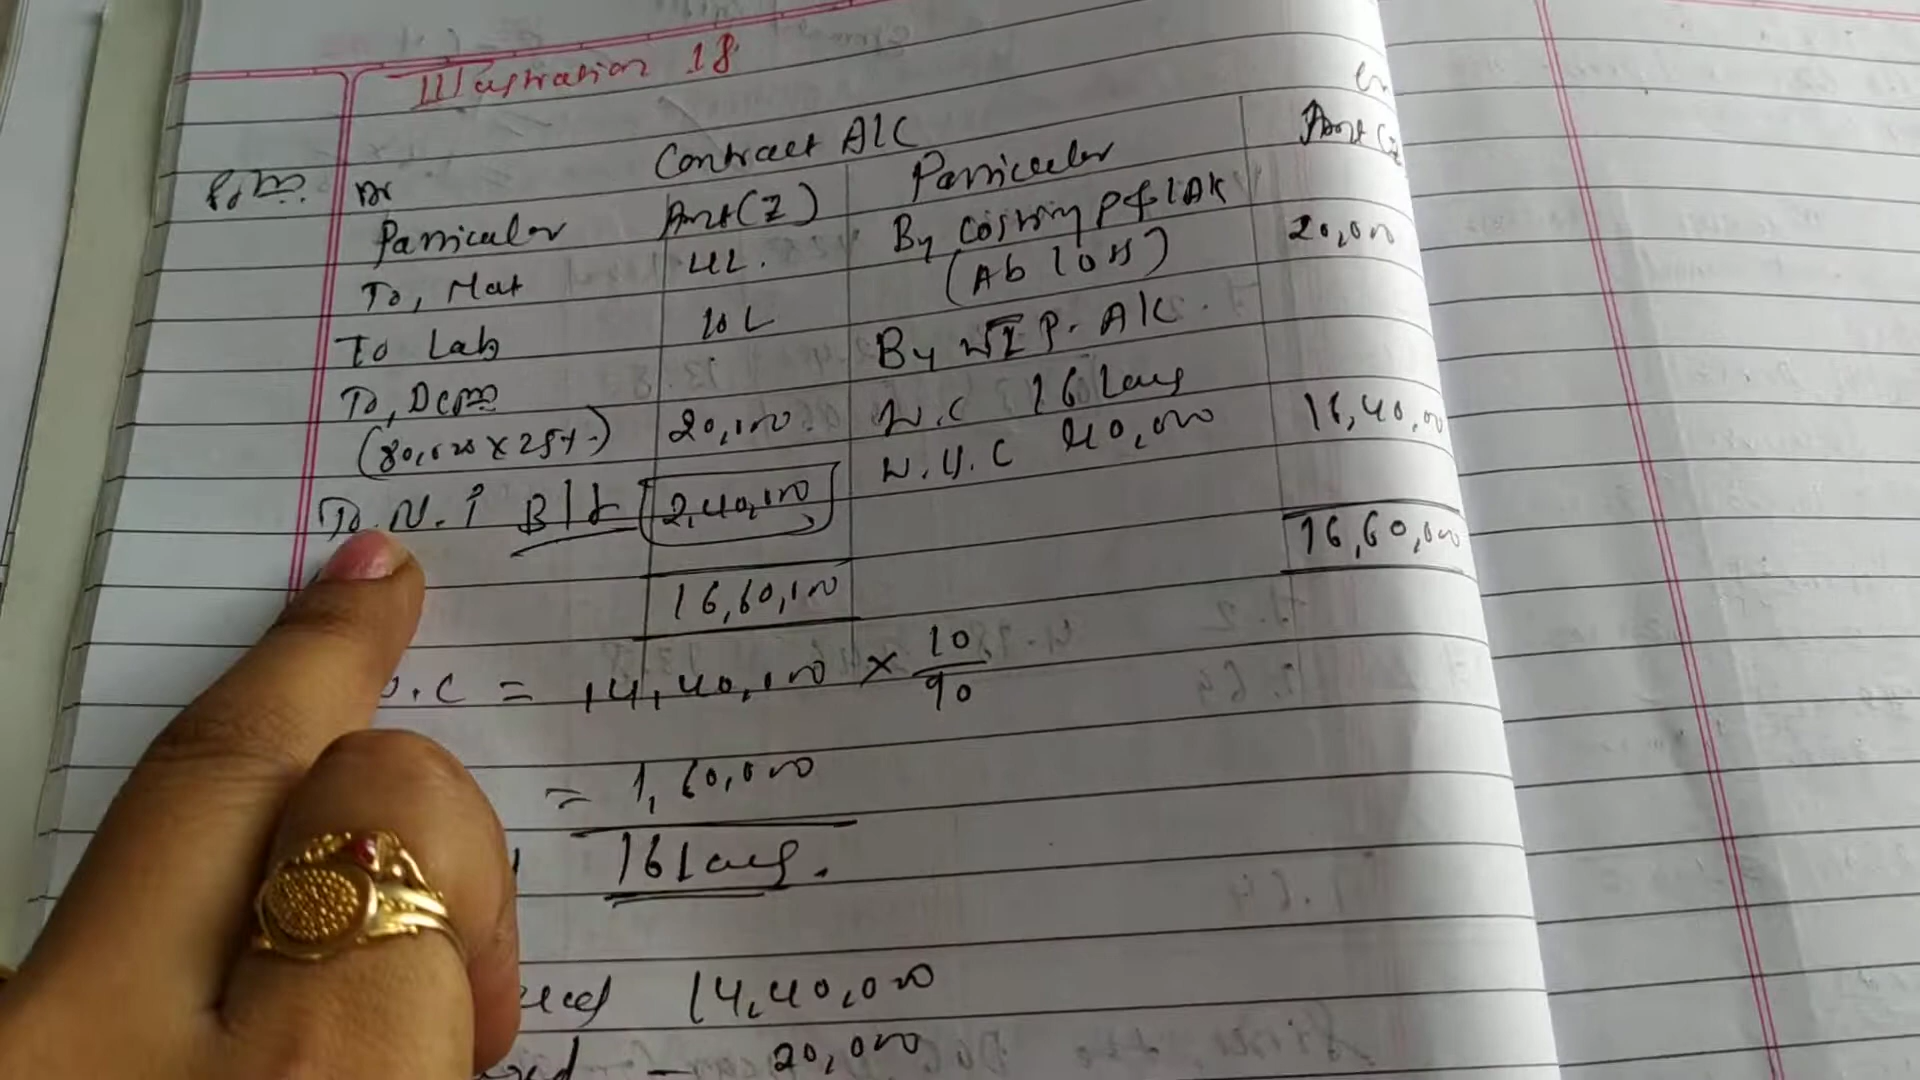 Illustration 18
Contract A/C
Dr
Particular Amt(₹) Particular Amt(₹
To, Mat 4L. By Costing P&L A/c 20,000
(Ab loss)
To Lab 10L By WIP. A/c
To, Depn
(80,000 x 25%) 20,000 W.C 16 Lacs 16,40,000
W.U.C 40,000
To N.P B/d 2,40,000
16,60,000 16,60,000
.C = 14,40,000 × 10/90
= 1,60,000
16 Lacs.
14,40,000
- 20,000